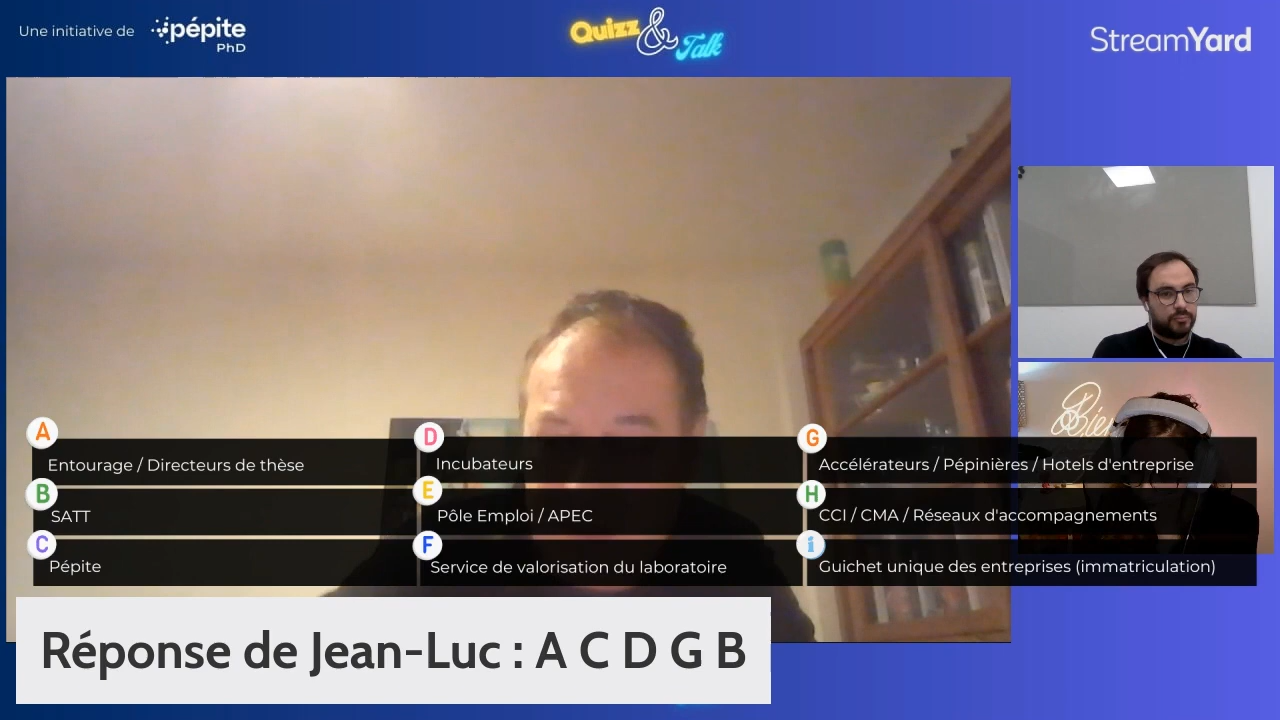 Une initiative de
pépite
PhD
Quizz & Talk
StreamYard
Bien
A
Entourage / Directeurs de thèse
B
SATT
C
Pépite
D
Incubateurs
E
Pôle Emploi / APEC
F
Service de valorisation du laboratoire
G
Accélérateurs / Pépinières / Hotels d'entreprise
H
CCI / CMA / Réseaux d'accompagnements
i
Guichet unique des entreprises (immatriculation)
Réponse de Jean-Luc : A C D G B